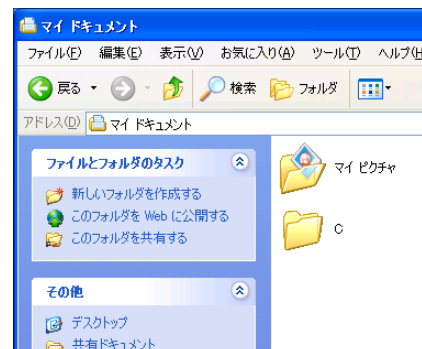 マイ ドキュメント
ファイル(F) 編集(E) 表示(V) お気に入り(A) ツール(T) ヘルプ(H
戻る 検索 フォルダ
アドレス(D) マイ ドキュメント
ファイルとフォルダのタスク
新しいフォルダを作成する
このフォルダを Web に公開する
このフォルダを共有する
その他
デスクトップ
共有ドキュメント
マイ ピクチャ
C